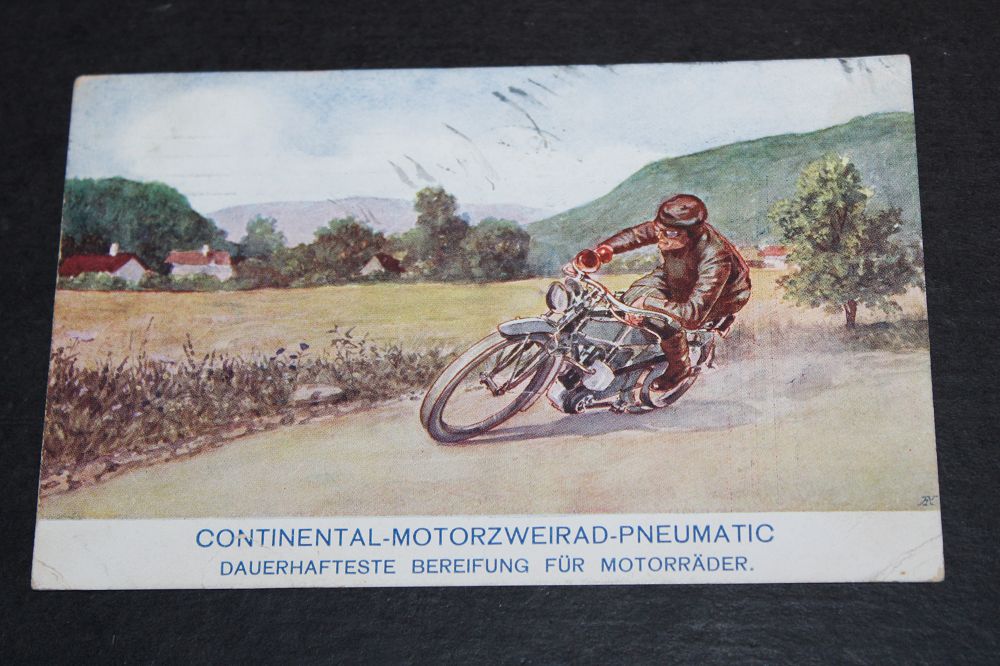 CONTINENTAL-MOTORZWEIRAD-PNEUMATIC
DAUERHAFTESTE BEREIFUNG FÜR MOTORRÄDER.